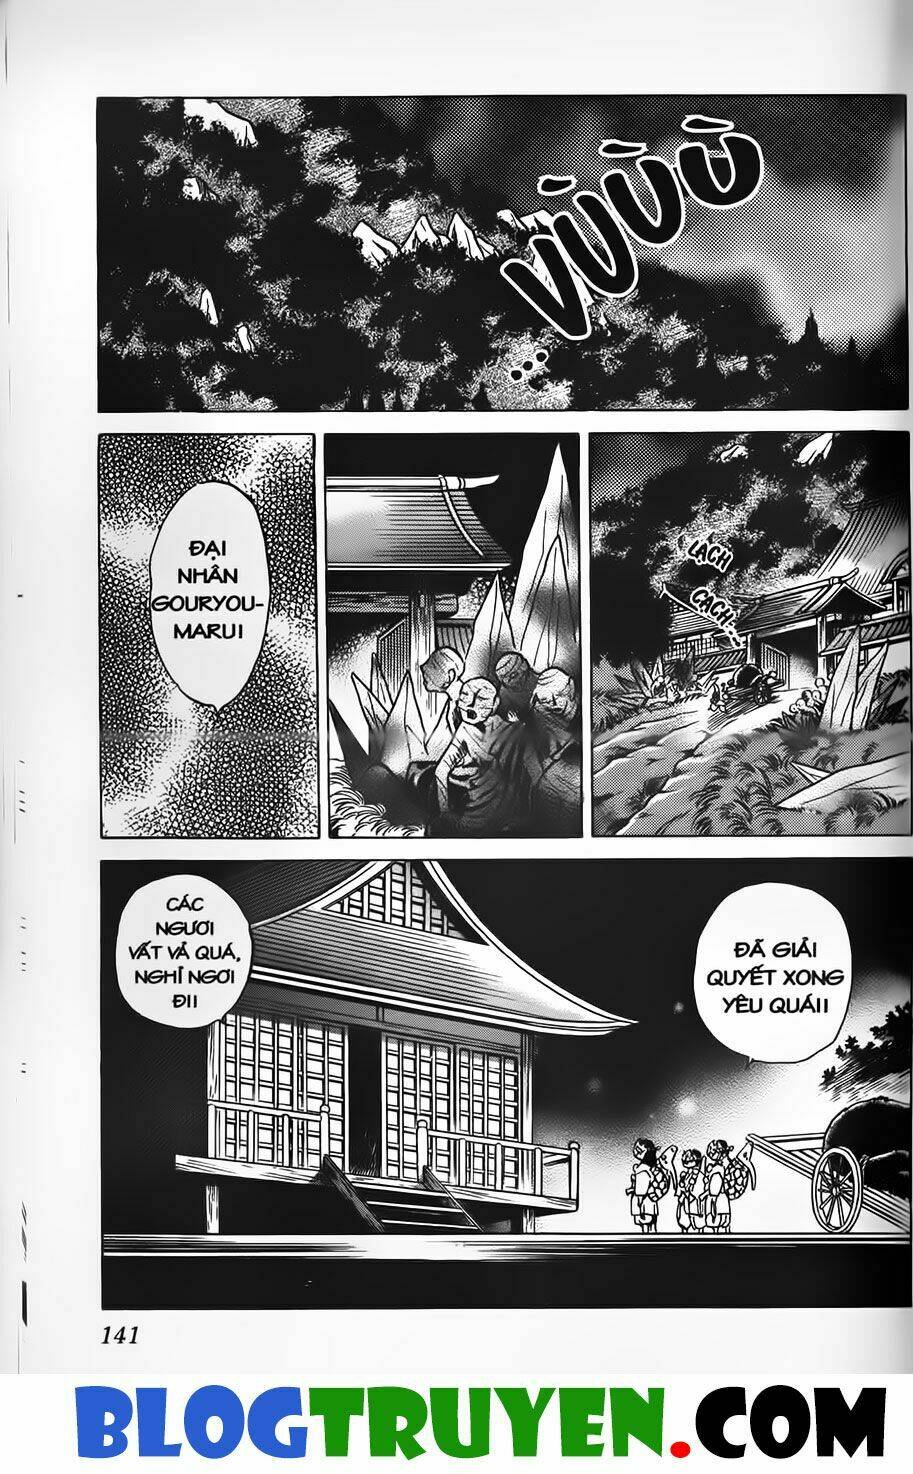 VÙÙÙÙ
...
ĐẠI
NHÂN
GOURYOU-
MARU!
LẠCH
CẠCH...
CÁC
NGƯƠI
VẤT VẢ QUÁ,
NGHỈ NGƠI
ĐI!
ĐÃ GIẢI
QUYẾT XONG
YÊU QUÁI!
141
BLOGTRUYEN.COM